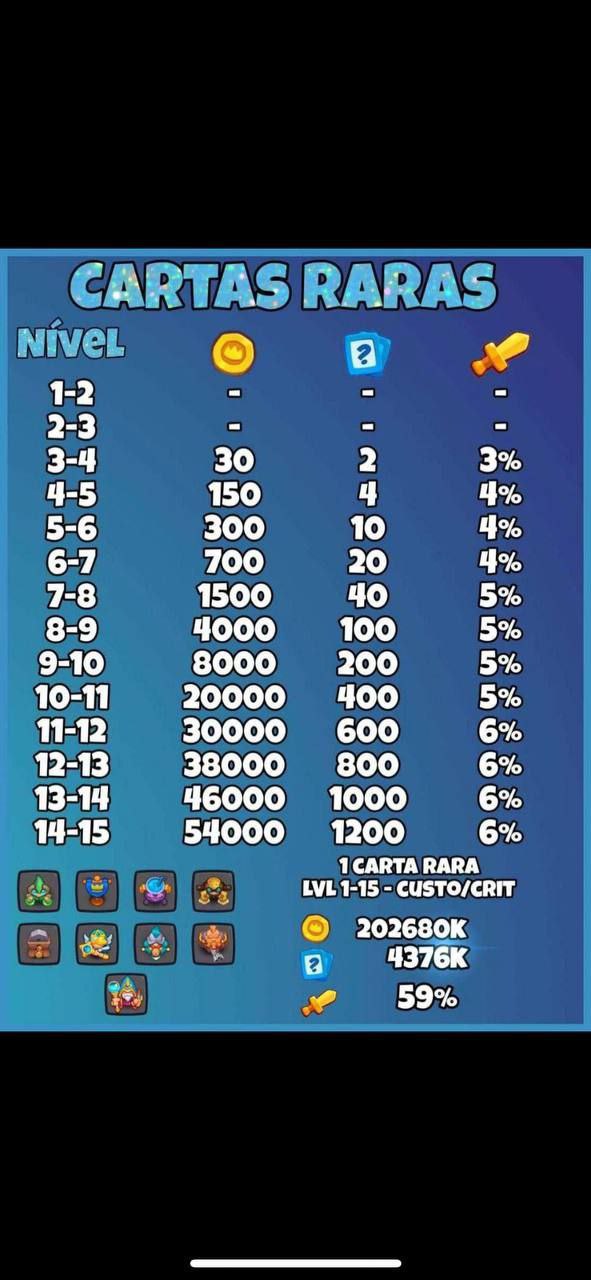 CARTAS RARAS
NÍVEL
1-2 - - -
2-3 - - -
3-4 30 2 3%
4-5 150 4 4%
5-6 300 10 4%
6-7 700 20 4%
7-8 1500 40 5%
8-9 4000 100 5%
9-10 8000 200 5%
10-11 20000 400 5%
11-12 30000 600 6%
12-13 38000 800 6%
13-14 46000 1000 6%
14-15 54000 1200 6%
1 CARTA RARA
LVL 1-15 - CUSTO/CRIT
202680K
? 4376K
59%